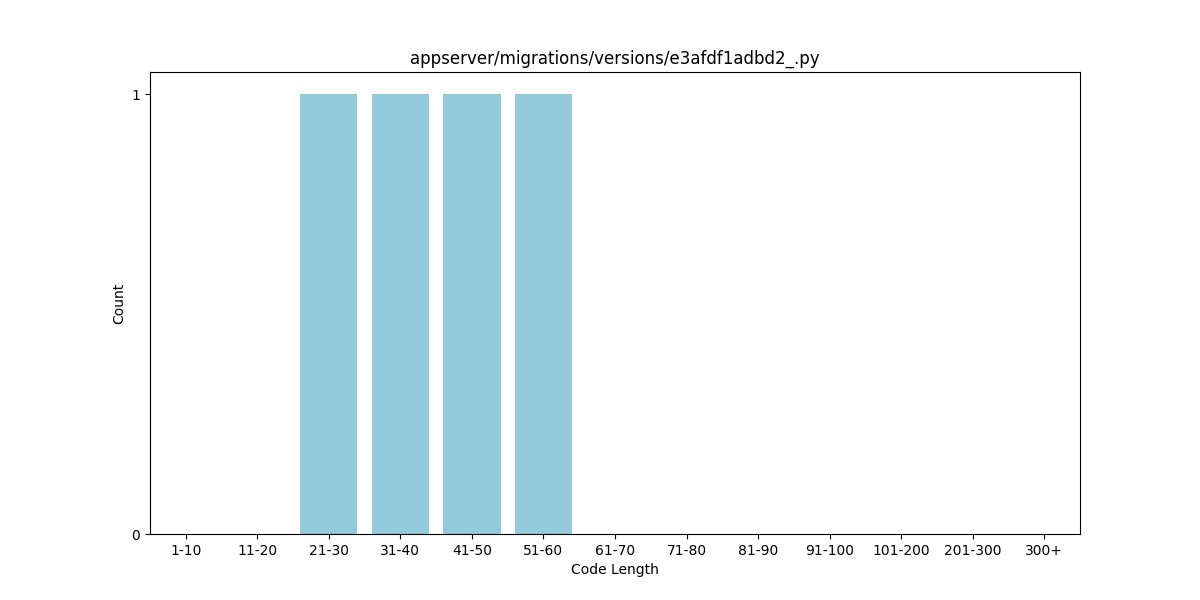 appserver/migrations/versions/e3afdf1adbd2_.py
1
Count
0
1-10 11-20 21-30 31-40 41-50 51-60 61-70 71-80 81-90 91-100 101-200 201-300 300+
Code Length